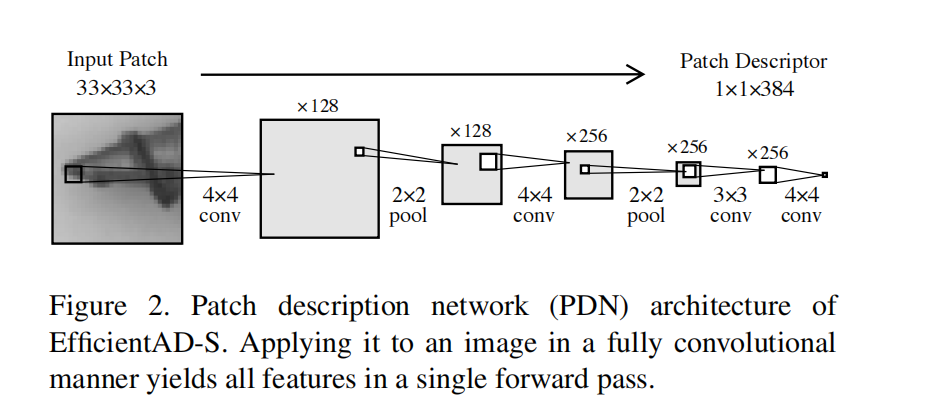 Input Patch
33×33×3
Patch Descriptor
1×1×384
×128
×128
×256
×256
×256
4×4
conv
2×2
pool
4×4
conv
2×2
pool
3×3
conv
4×4
conv
Figure 2. Patch description network (PDN) architecture of
EfficientAD-S. Applying it to an image in a fully convolutional
manner yields all features in a single forward pass.